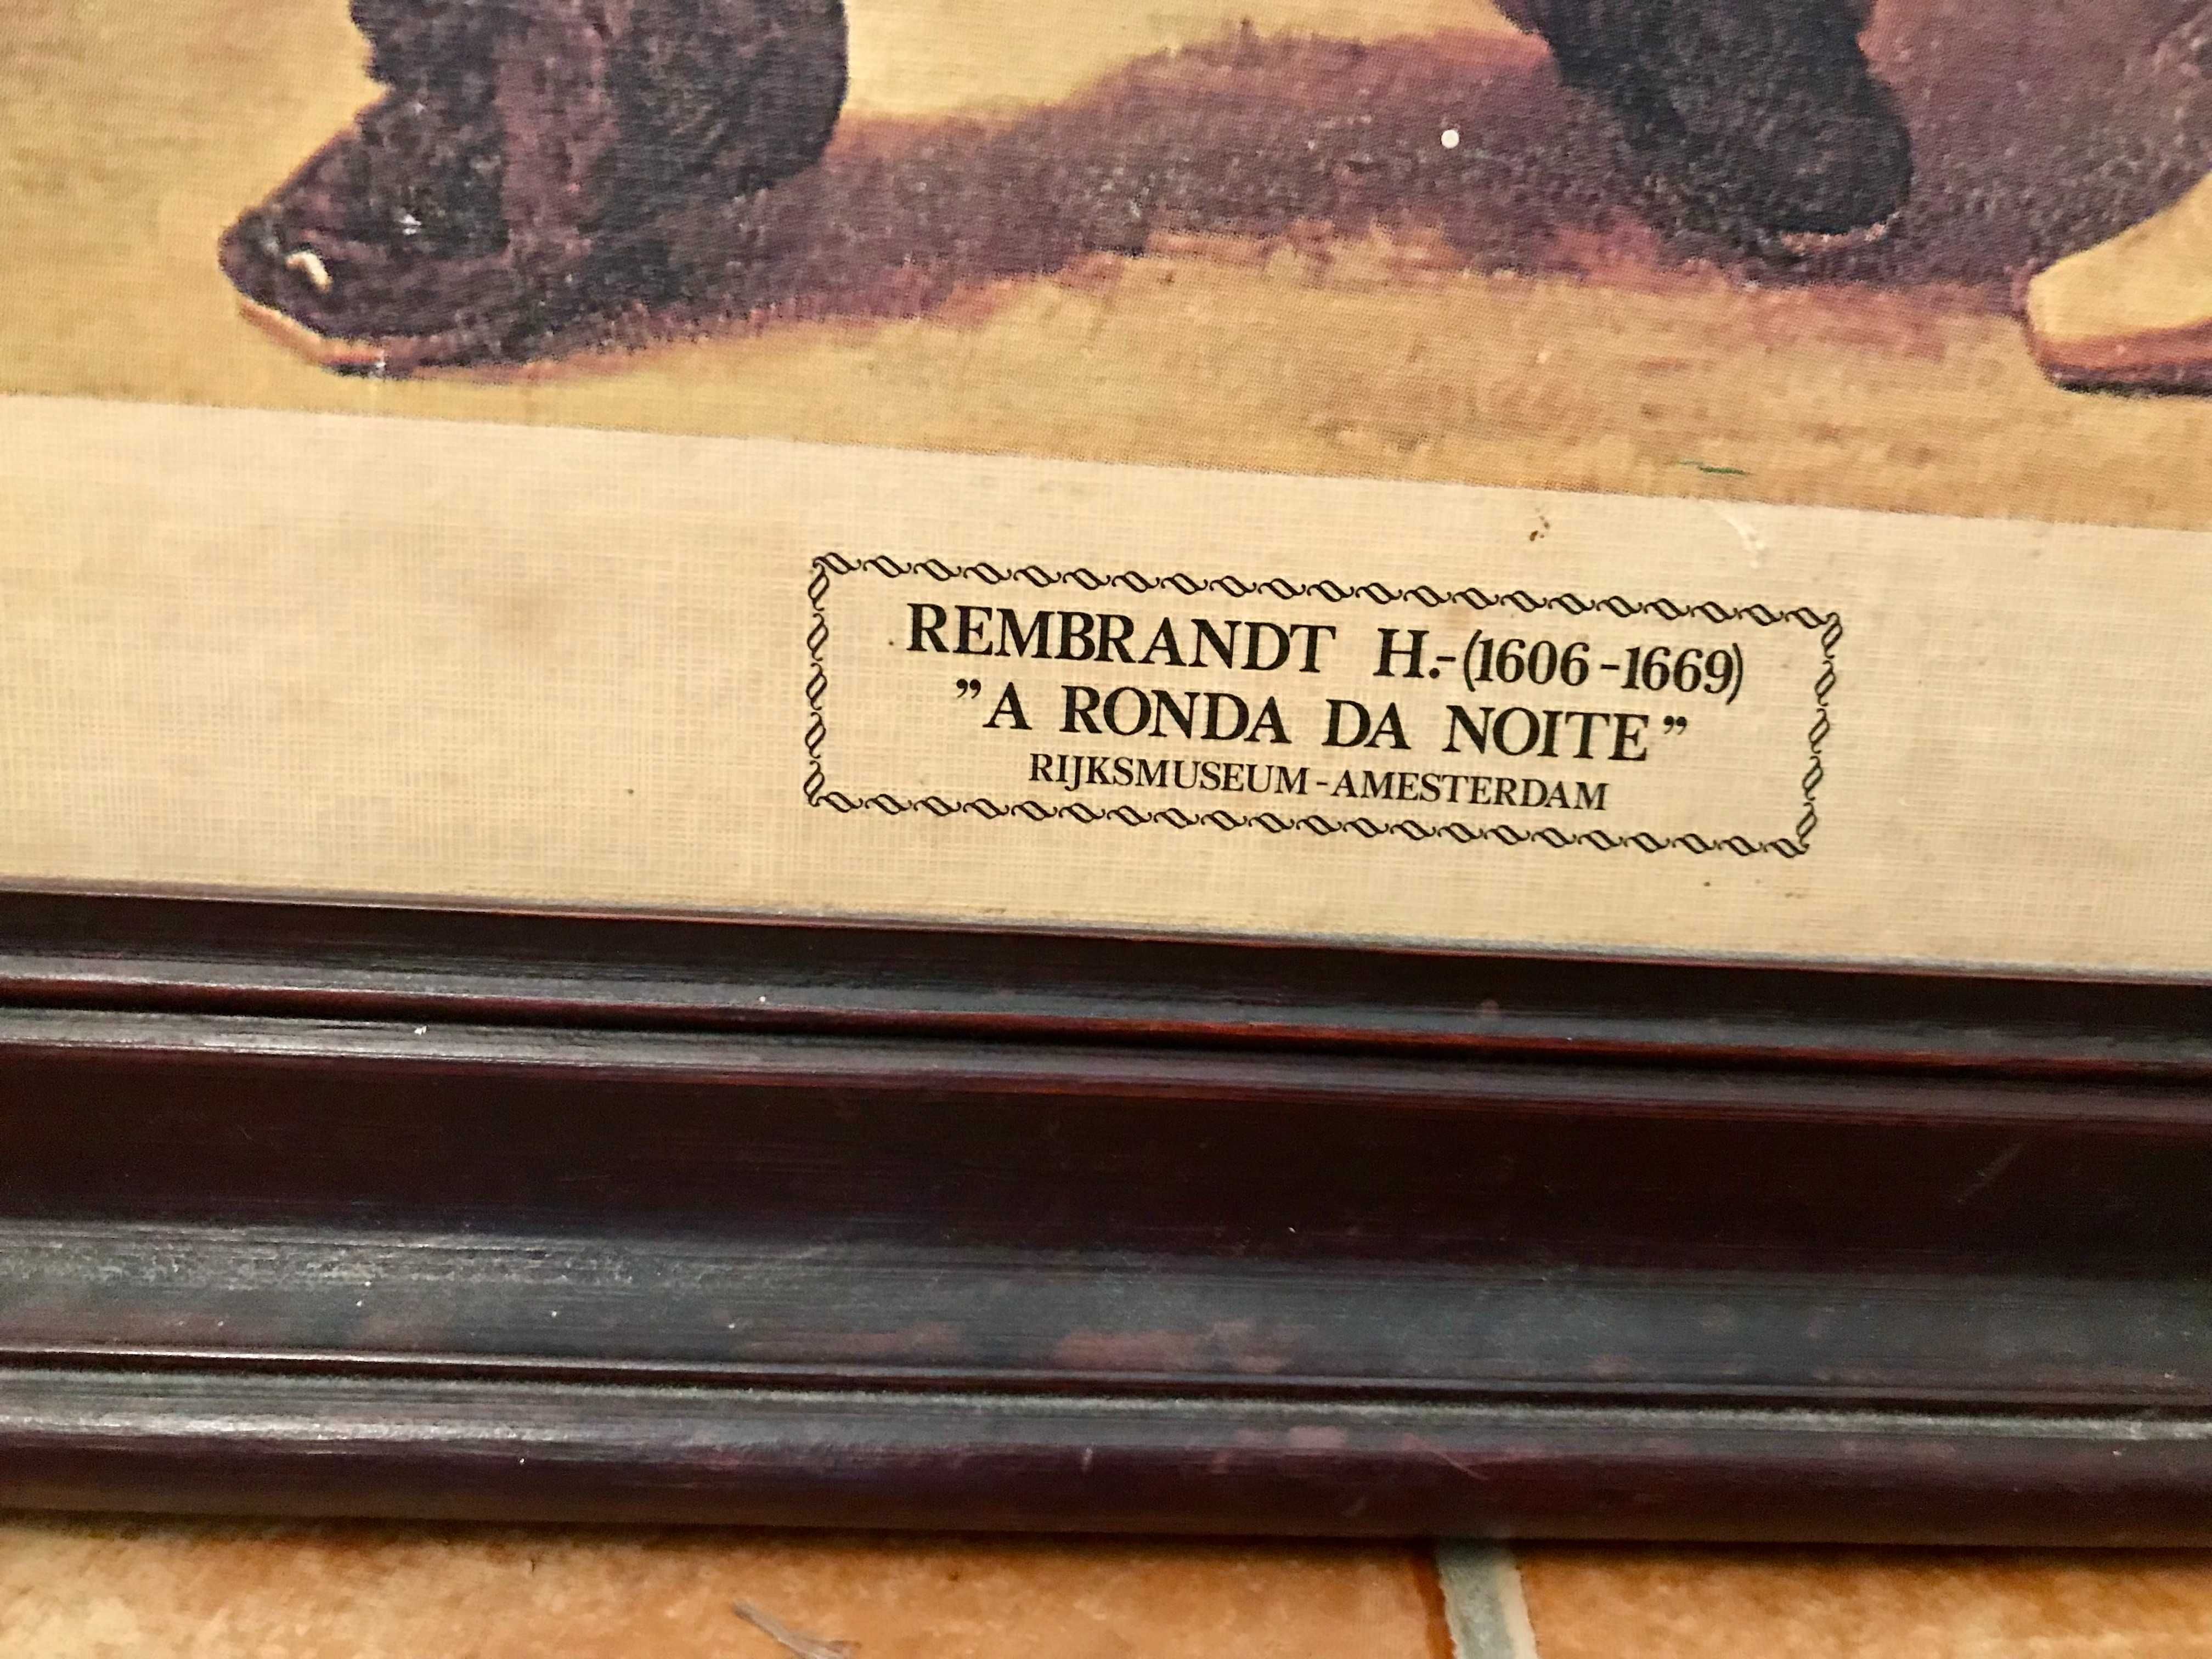 REMBRANDT H.-(1606-1669)
”A RONDA DA NOITE”
RIJKSMUSEUM-AMESTERDAM